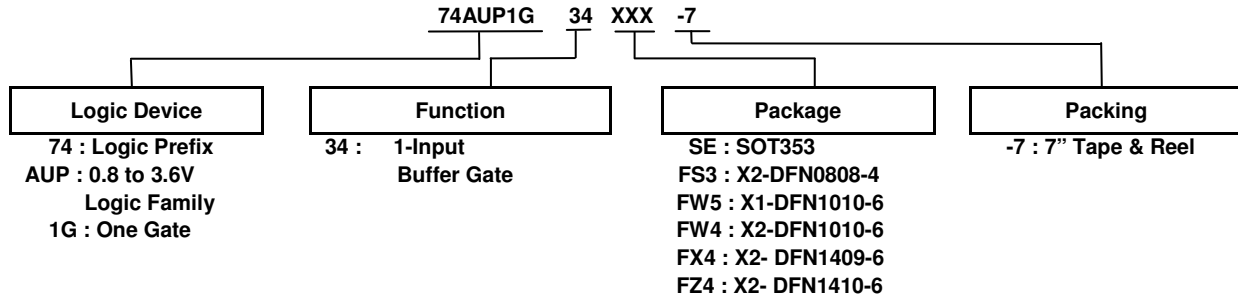 74AUP1G 34 XXX -7
Logic Device
74 : Logic Prefix
AUP : 0.8 to 3.6V
Logic Family
1G : One Gate
Function
34 : 1-Input
Buffer Gate
Package
SE : SOT353
FS3 : X2-DFN0808-4
FW5 : X1-DFN1010-6
FW4 : X2-DFN1010-6
FX4 : X2- DFN1409-6
FZ4 : X2- DFN1410-6
Packing
-7 : 7” Tape & Reel